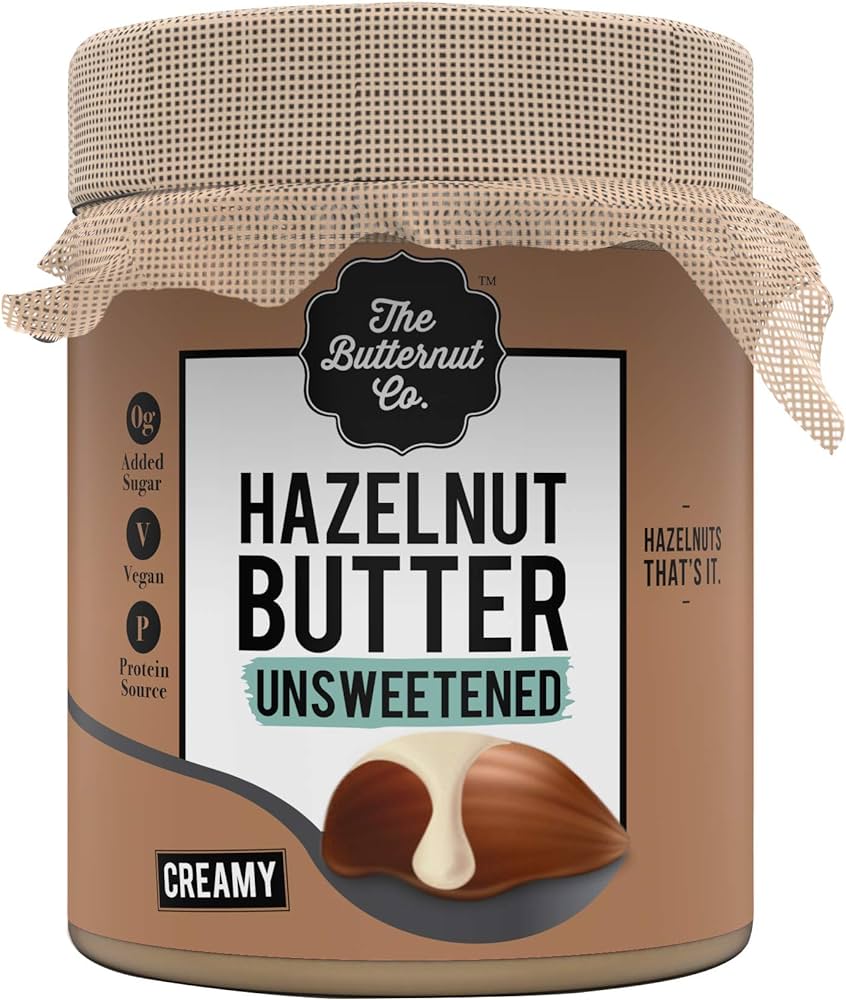 The
Butternut
Co.
TM
0g
Added
Sugar
V
Vegan
P
Protein
Source
HAZELNUT
BUTTER
UNSWEETENED
HAZELNUTS
THAT'S IT.
CREAMY